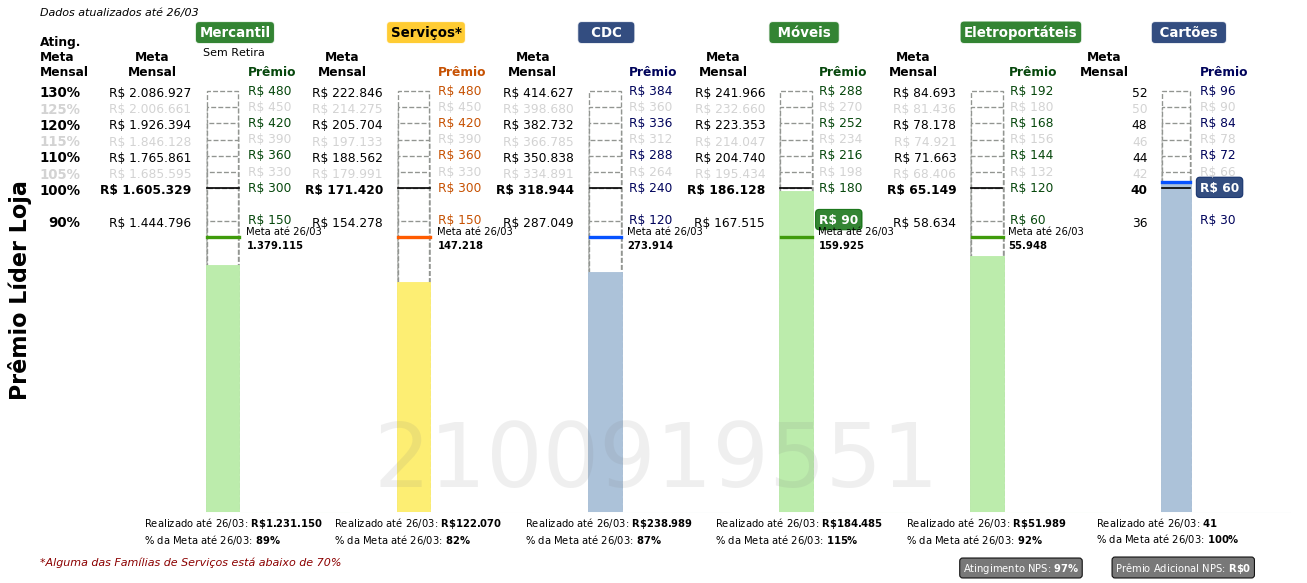 Dados atualizados até 26/03
Mercantil Serviços* CDC Móveis Eletroportáteis Cartões
Sem Retira
Ating. Meta Mensal Meta Mensal Prêmio Meta Mensal Prêmio Meta Mensal Prêmio Meta Mensal Prêmio Meta Mensal Prêmio Meta Mensal Prêmio
130% R$ 2.086.927 R$ 480 R$ 222.846 R$ 480 R$ 414.627 R$ 384 R$ 241.966 R$ 288 R$ 84.693 R$ 192 52 R$ 96
125% R$ 2.006.661 R$ 450 R$ 214.275 R$ 450 R$ 398.680 R$ 360 R$ 232.660 R$ 270 R$ 81.436 R$ 180 50 R$ 90
120% R$ 1.926.394 R$ 420 R$ 205.704 R$ 420 R$ 382.732 R$ 336 R$ 223.353 R$ 252 R$ 78.178 R$ 168 48 R$ 84
115% R$ 1.846.128 R$ 390 R$ 197.133 R$ 390 R$ 366.785 R$ 312 R$ 214.047 R$ 234 R$ 74.921 R$ 156 46 R$ 78
110% R$ 1.765.861 R$ 360 R$ 188.562 R$ 360 R$ 350.838 R$ 288 R$ 204.740 R$ 216 R$ 71.663 R$ 144 44 R$ 72
105% R$ 1.685.595 R$ 330 R$ 179.991 R$ 330 R$ 334.891 R$ 264 R$ 195.434 R$ 198 R$ 68.406 R$ 132 42 R$ 66
100% R$ 1.605.329 R$ 300 R$ 171.420 R$ 300 R$ 318.944 R$ 240 R$ 186.128 R$ 180 R$ 65.149 R$ 120 40 R$ 60
90% R$ 1.444.796 R$ 150 R$ 154.278 R$ 150 R$ 287.049 R$ 120 R$ 167.515 R$ 90 R$ 58.634 R$ 60 36 R$ 30
Meta até 26/03 Meta até 26/03 Meta até 26/03 Meta até 26/03 Meta até 26/03
1.379.115 147.218 273.914 159.925 55.948
Prêmio Líder Loja
2100919551
Realizado até 26/03: R$1.231.150 Realizado até 26/03: R$122.070 Realizado até 26/03: R$238.989 Realizado até 26/03: R$184.485 Realizado até 26/03: R$51.989 Realizado até 26/03: 41
% da Meta até 26/03: 89% % da Meta até 26/03: 82% % da Meta até 26/03: 87% % da Meta até 26/03: 115% % da Meta até 26/03: 92% % da Meta até 26/03: 100%
*Alguma das Famílias de Serviços está abaixo de 70% Atingimento NPS: 97% Prêmio Adicional NPS: R$0